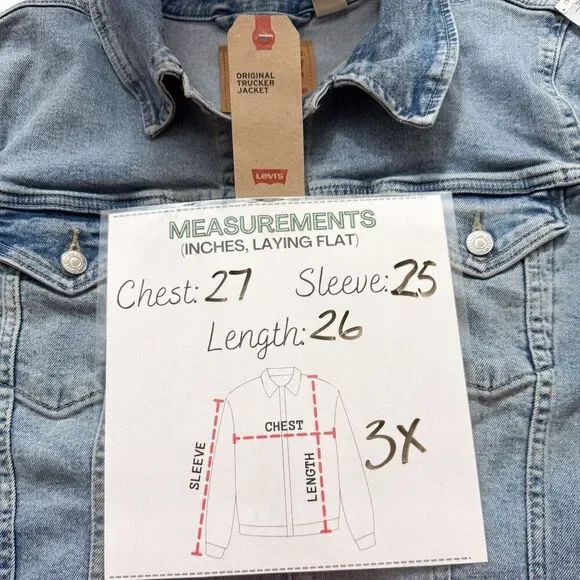 ORIGINAL
TRUCKER
JACKET
Levi's
MEASUREMENTS
(INCHES, LAYING FLAT)
Chest: 27 Sleeve: 25
Length: 26
CHEST
SLEEVE
LENGTH
3X